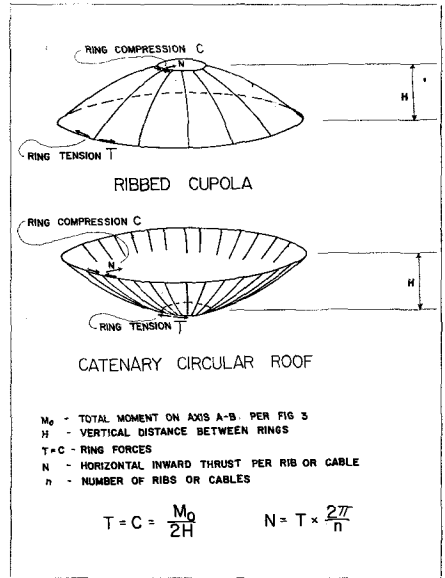 RING COMPRESSION C
N
H
RING TENSION T
RIBBED CUPOLA
RING COMPRESSION C
N
H
RING TENSION T
CATENARY CIRCULAR ROOF
Mo - TOTAL MOMENT ON AXIS A-B. PER FIG 3
H - VERTICAL DISTANCE BETWEEN RINGS
T=C - RING FORCES
N - HORIZONTAL INWARD THRUST PER RIB OR CABLE
n - NUMBER OF RIBS OR CABLES
T = C = Mo / 2H N = T × 2π / n